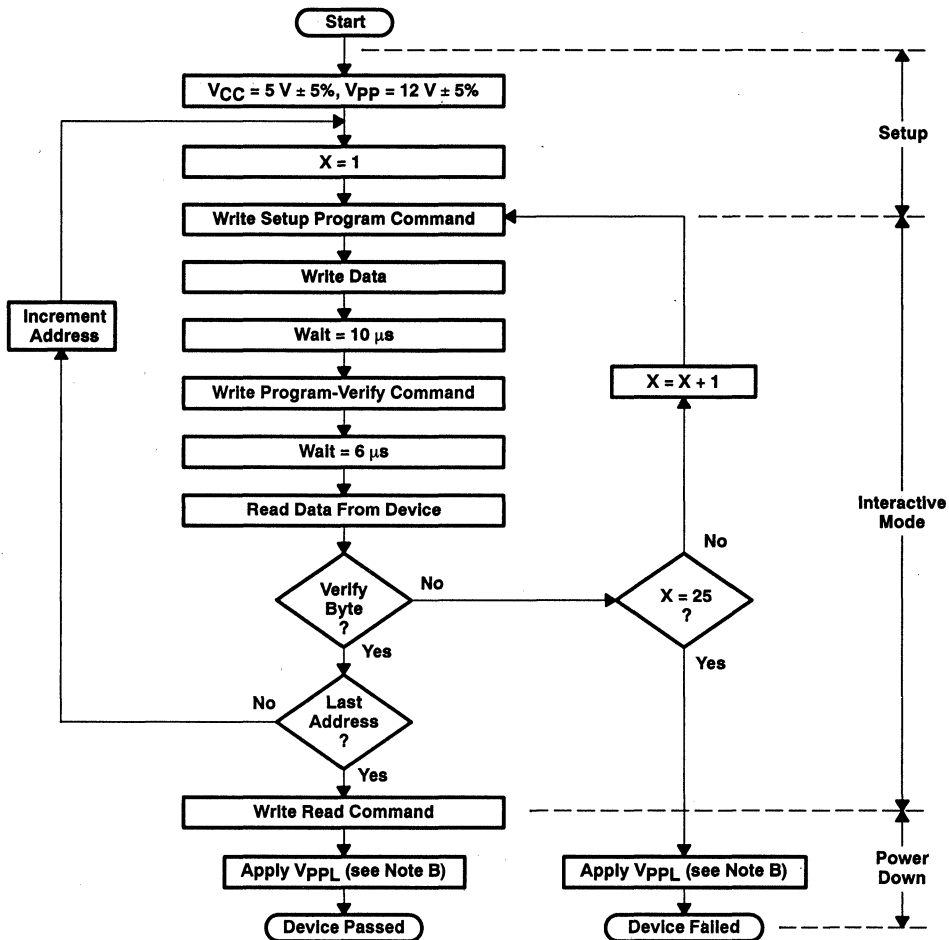 Start
VCC = 5 V ± 5%, VPP = 12 V ± 5%
Setup
X = 1
Write Setup Program Command
Write Data
Increment
Address
Wait = 10 µs
X = X + 1
Write Program-Verify Command
Wait = 6 µs
Read Data From Device
Interactive
Mode
No
Verify
Byte
?
No
X = 25
?
Yes
Yes
No
Last
Address
?
Yes
Write Read Command
Apply VPPL (see Note B)
Apply VPPL (see Note B)
Power
Down
Device Passed
Device Failed